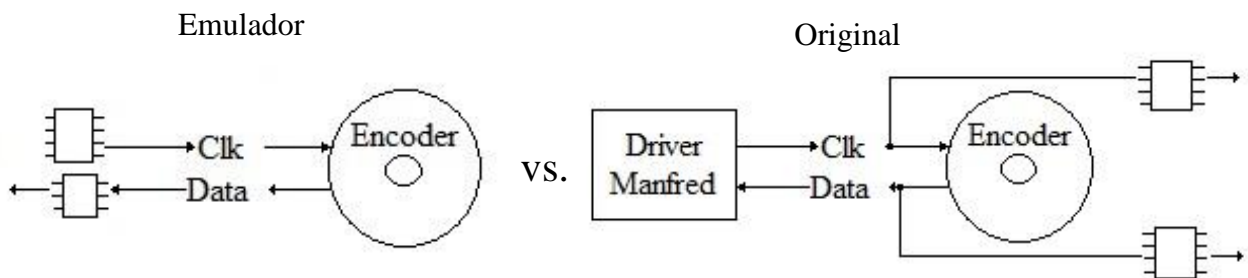 Emulador
Original
Clk
Data
Encoder
vs.
Driver
Manfred
Clk
Data
Encoder